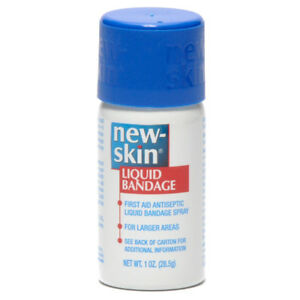 new-
skin®
LIQUID
BANDAGE
FIRST AID ANTISEPTIC
LIQUID BANDAGE SPRAY
FOR LARGER AREAS
SEE BACK OF CARTON FOR
ADDITIONAL INFORMATION
NET WT. 1 OZ. (28.5g)